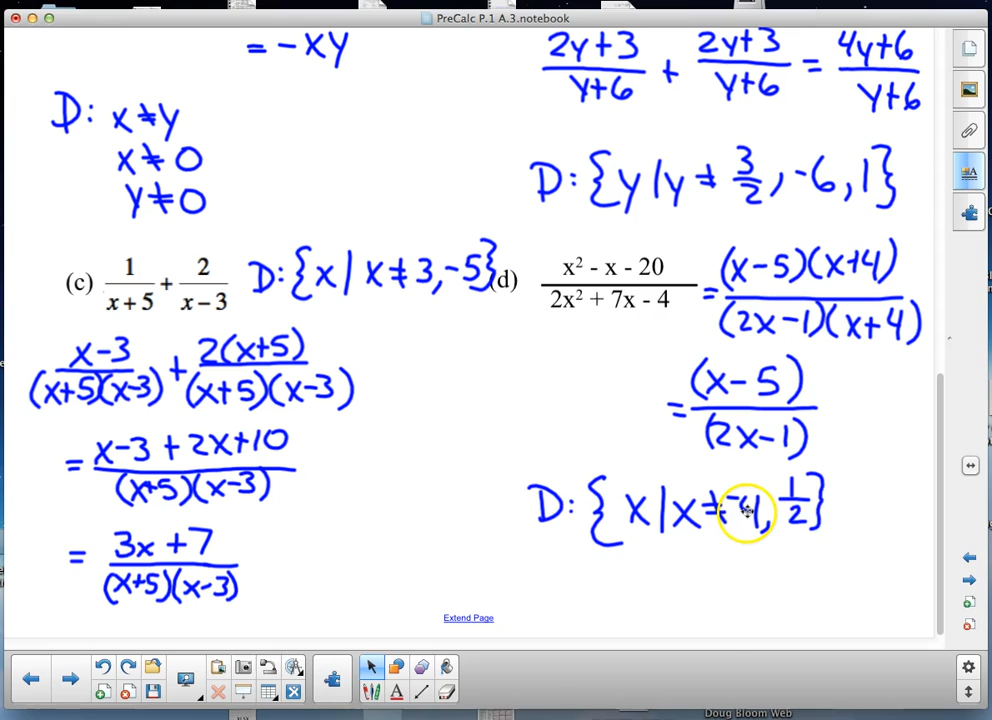 PreCalc P.1 A.3.notebook
= -xy
D: x ≠ y
x ≠ 0
y ≠ 0
(2y+3)/(y+6) + (2y+3)/(y+6) = (4y+6)/(y+6)
D: {y | y ≠ 3/2, -6, 1}
(c) 1/(x+5) + 2/(x-3) D: {x | x ≠ 3, -5}
(x-3)/((x+5)(x-3)) + 2(x+5)/((x+5)(x-3))
= (x-3+2x+10)/((x+5)(x-3))
= (3x+7)/((x+5)(x-3))
(d) (x² - x - 20)/(2x² + 7x - 4) = ((x-5)(x+4))/((2x-1)(x+4))
= (x-5)/(2x-1)
D: {x | x ≠ -4, 1/2}
Extend Page
Doug Bloom Web